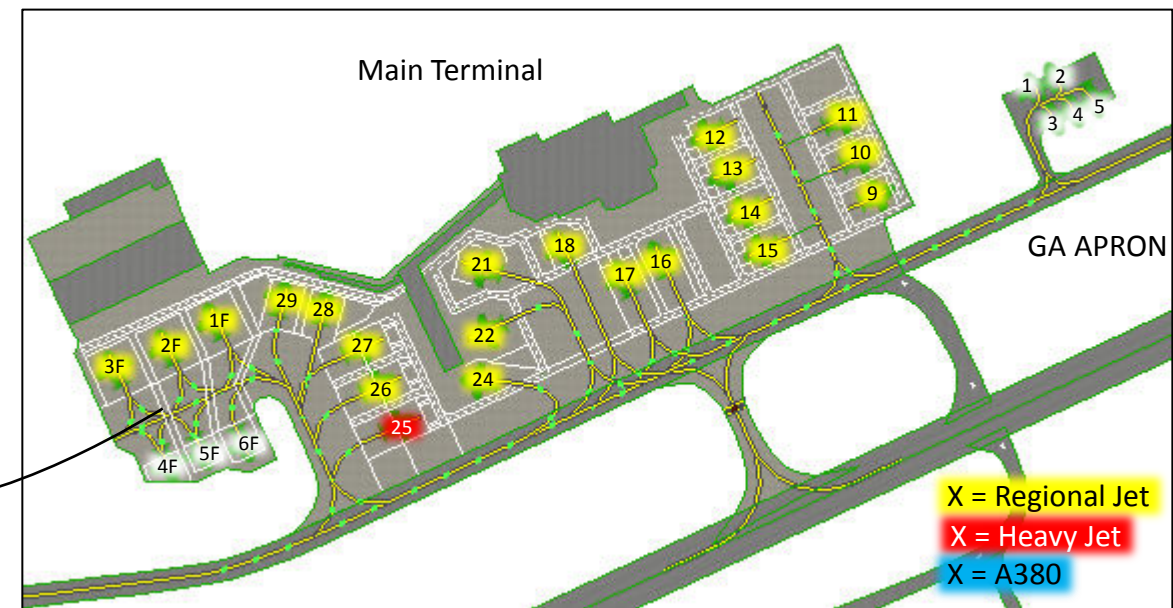 Main Terminal
1
2
3
4
5
GA APRON
12
13
14
15
11
10
9
18
17
16
21
22
24
29
28
27
26
25
1F
2F
3F
4F
5F
6F
X = Regional Jet
X = Heavy Jet
X = A380